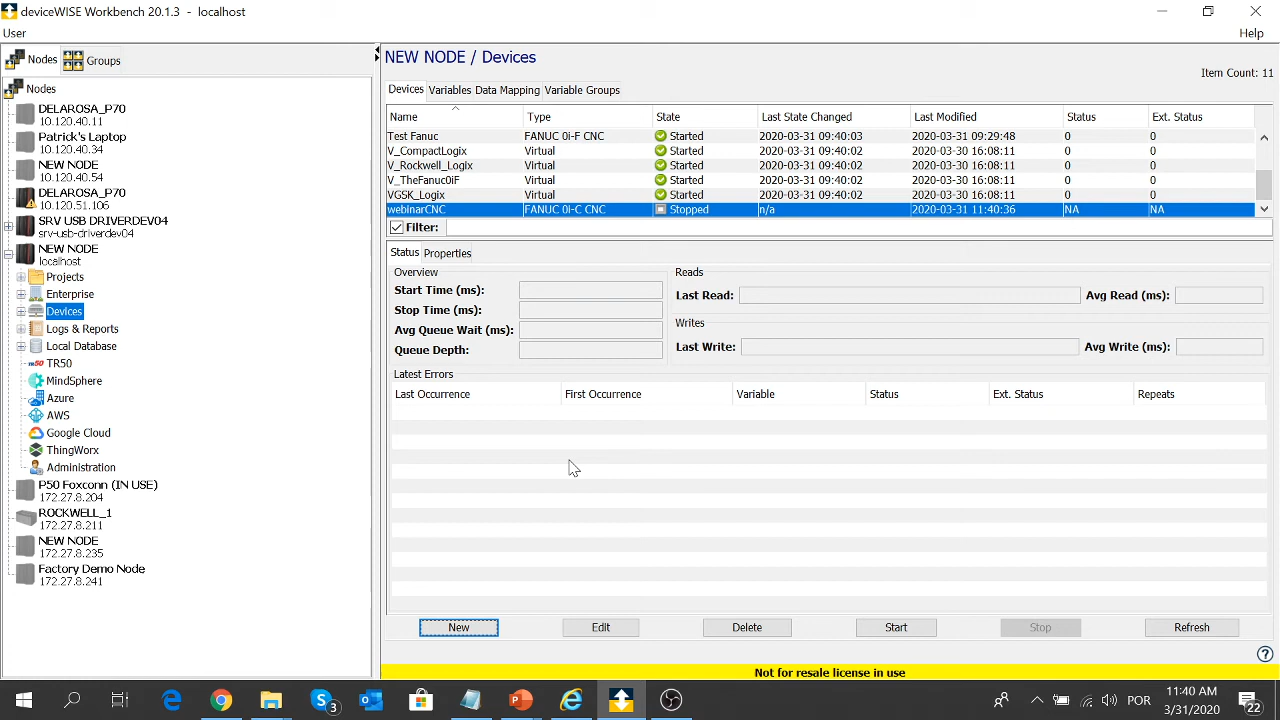 deviceWISE Workbench 20.1.3 - localhost
User
Help
Nodes
Groups
Nodes
DELAROSA_P70
10.120.40.11
Patrick's Laptop
10.120.40.34
NEW NODE
10.120.40.54
DELAROSA_P70
10.120.51.106
SRV USB DRIVERDEV04
srv-usb-driverdev04
NEW NODE
localhost
Projects
Enterprise
Devices
Logs & Reports
Local Database
TR50 TR50
MindSphere
Azure
AWS
Google Cloud
ThingWorx
Administration
P50 Foxconn (IN USE)
172.27.8.204
ROCKWELL_1
172.27.8.211
NEW NODE
172.27.8.235
Factory Demo Node
172.27.8.241
NEW NODE / Devices
Item Count: 11
Devices Variables Data Mapping Variable Groups
Name Type State Last State Changed Last Modified Status Ext. Status
Test Fanuc FANUC 0i-F CNC Started 2020-03-31 09:40:03 2020-03-31 09:29:48 0 0
V_CompactLogix Virtual Started 2020-03-31 09:40:02 2020-03-30 16:08:11 0 0
V_Rockwell_Logix Virtual Started 2020-03-31 09:40:02 2020-03-30 16:08:11 0 0
V_TheFanuc0iF Virtual Started 2020-03-31 09:40:02 2020-03-30 16:08:11 0 0
VGSK_Logix Virtual Started 2020-03-31 09:40:02 2020-03-30 16:08:11 0 0
webinarCNC FANUC 0i-C CNC Stopped n/a 2020-03-31 11:40:36 NA NA
Filter:
Status Properties
Overview
Start Time (ms):
Stop Time (ms):
Avg Queue Wait (ms):
Queue Depth:
Reads
Last Read: Avg Read (ms):
Writes
Last Write: Avg Write (ms):
Latest Errors
Last Occurrence First Occurrence Variable Status Ext. Status Repeats
New Edit Delete Start Stop Refresh
?
Not for resale license in use
3
POR
11:40 AM
3/31/2020
22